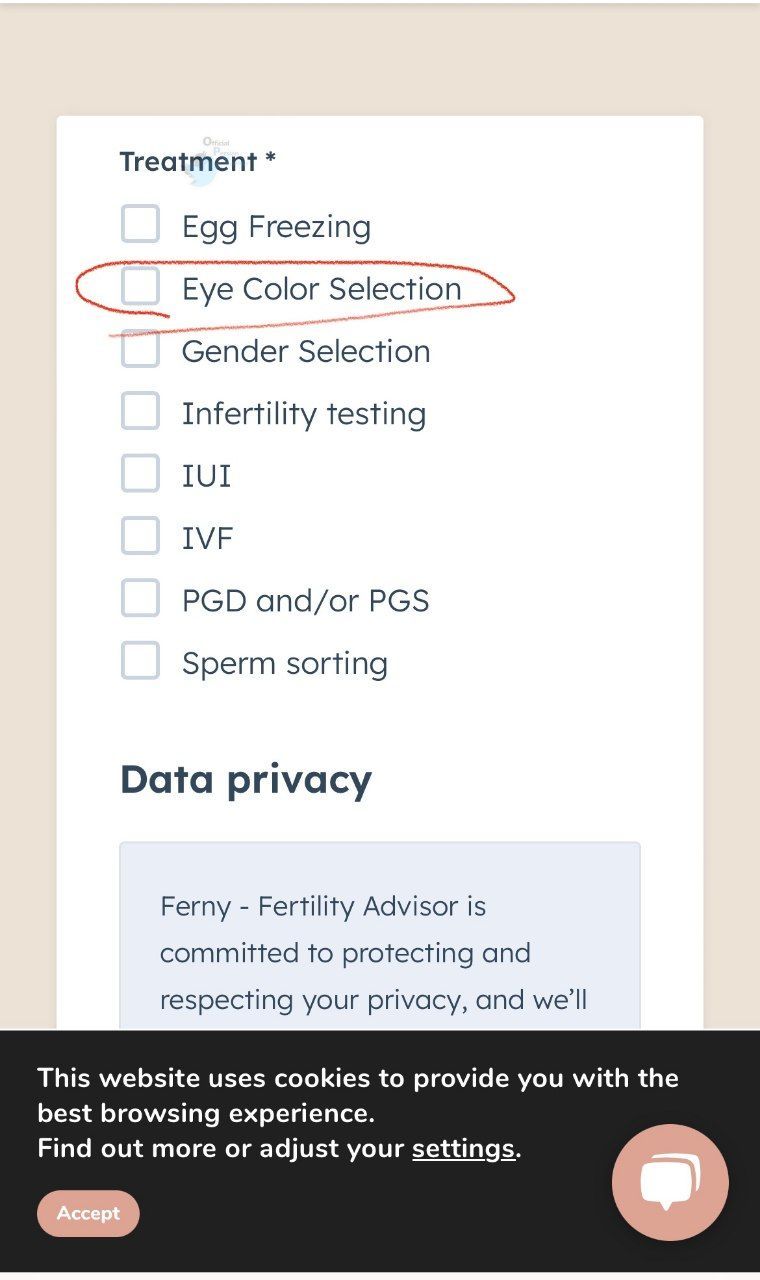 Official
Treatment *
Egg Freezing
Eye Color Selection
Gender Selection
Infertility testing
IUI
IVF
PGD and/or PGS
Sperm sorting
Data privacy
Ferny - Fertility Advisor is
committed to protecting and
respecting your privacy, and we’ll
This website uses cookies to provide you with the
best browsing experience.
Find out more or adjust your settings.
Accept